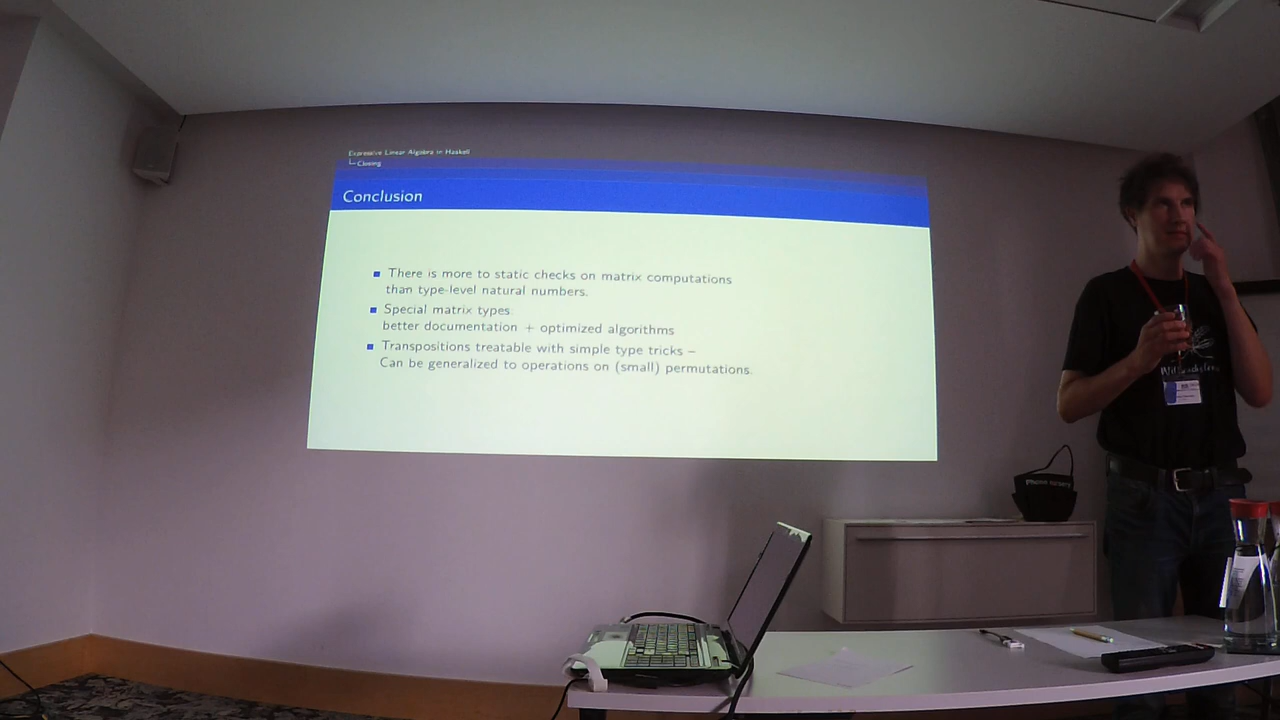 Expressive Linear Algebra in Haskell
Closing
Conclusion
There is more to static checks on matrix computations
than type-level natural numbers.
Special matrix types:
better documentation + optimized algorithms
Transpositions treatable with simple type tricks –
Can be generalized to operations on (small) permutations.
Phone